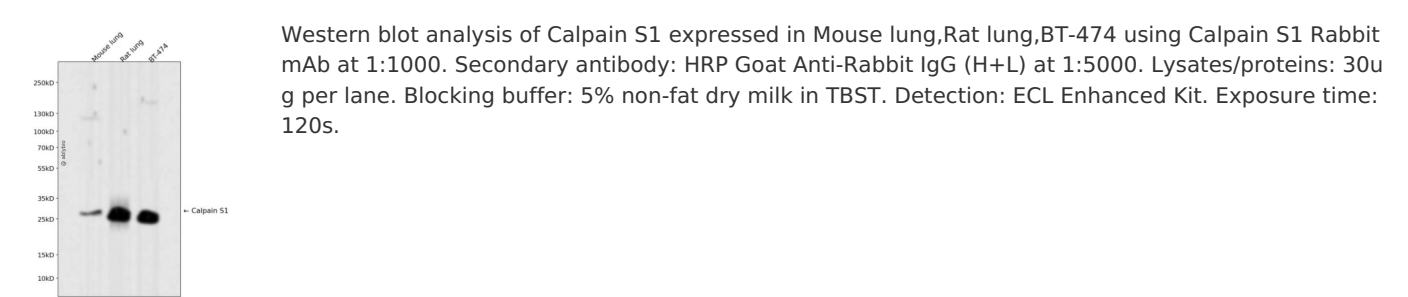 Mouse lung
Rat lung
BT-474
250kD
130kD
100kD
70kD
55kD
35kD
25kD
15kD
10kD
← Calpain S1
Western blot analysis of Calpain S1 expressed in Mouse lung,Rat lung,BT-474 using Calpain S1 Rabbit
mAb at 1:1000. Secondary antibody: HRP Goat Anti-Rabbit IgG (H+L) at 1:5000. Lysates/proteins: 30u
g per lane. Blocking buffer: 5% non-fat dry milk in TBST. Detection: ECL Enhanced Kit. Exposure time:
120s.